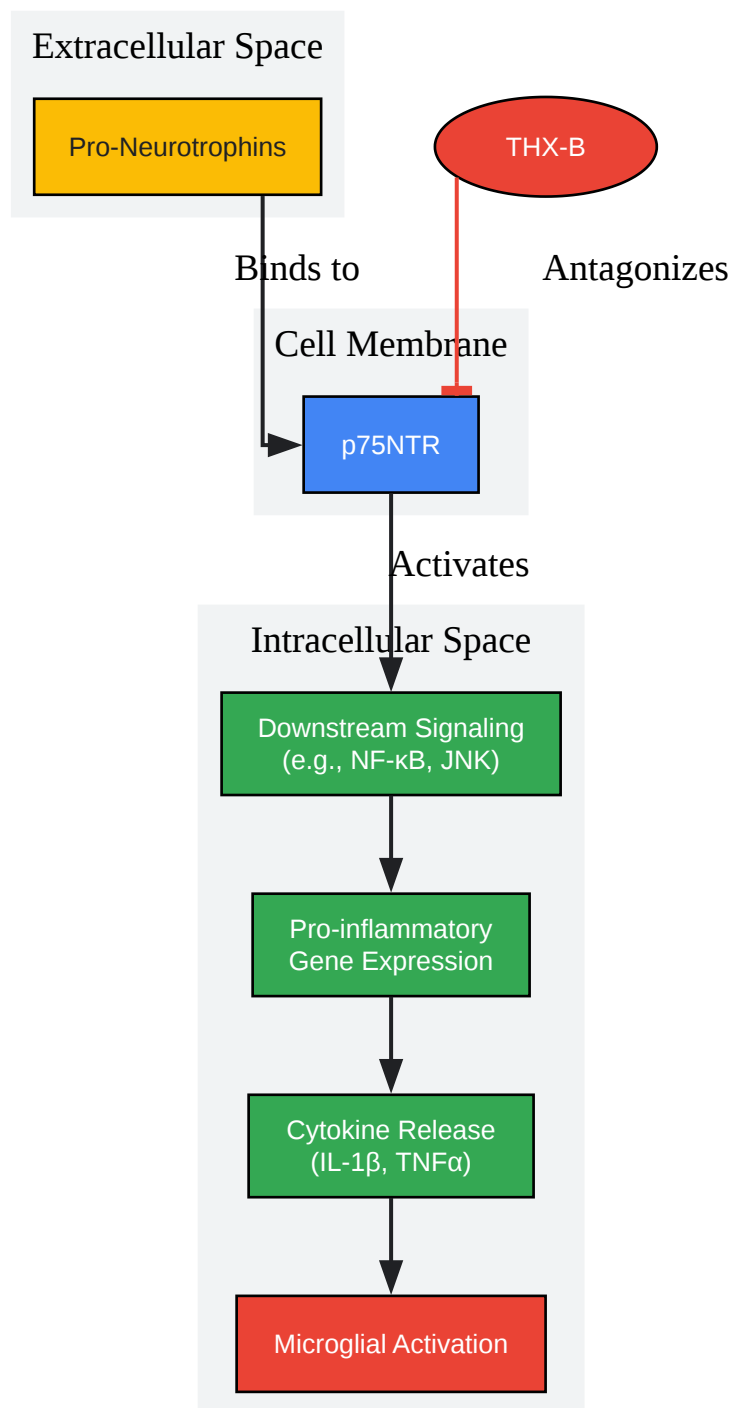 Extracellular Space
Pro-Neurotrophins
THX-B
Binds to
Antagonizes
Cell Membrane
p75NTR
Activates
Intracellular Space
Downstream Signaling
(e.g., NF-κB, JNK)
Pro-inflammatory
Gene Expression
Cytokine Release
(IL-1β, TNFα)
Microglial Activation